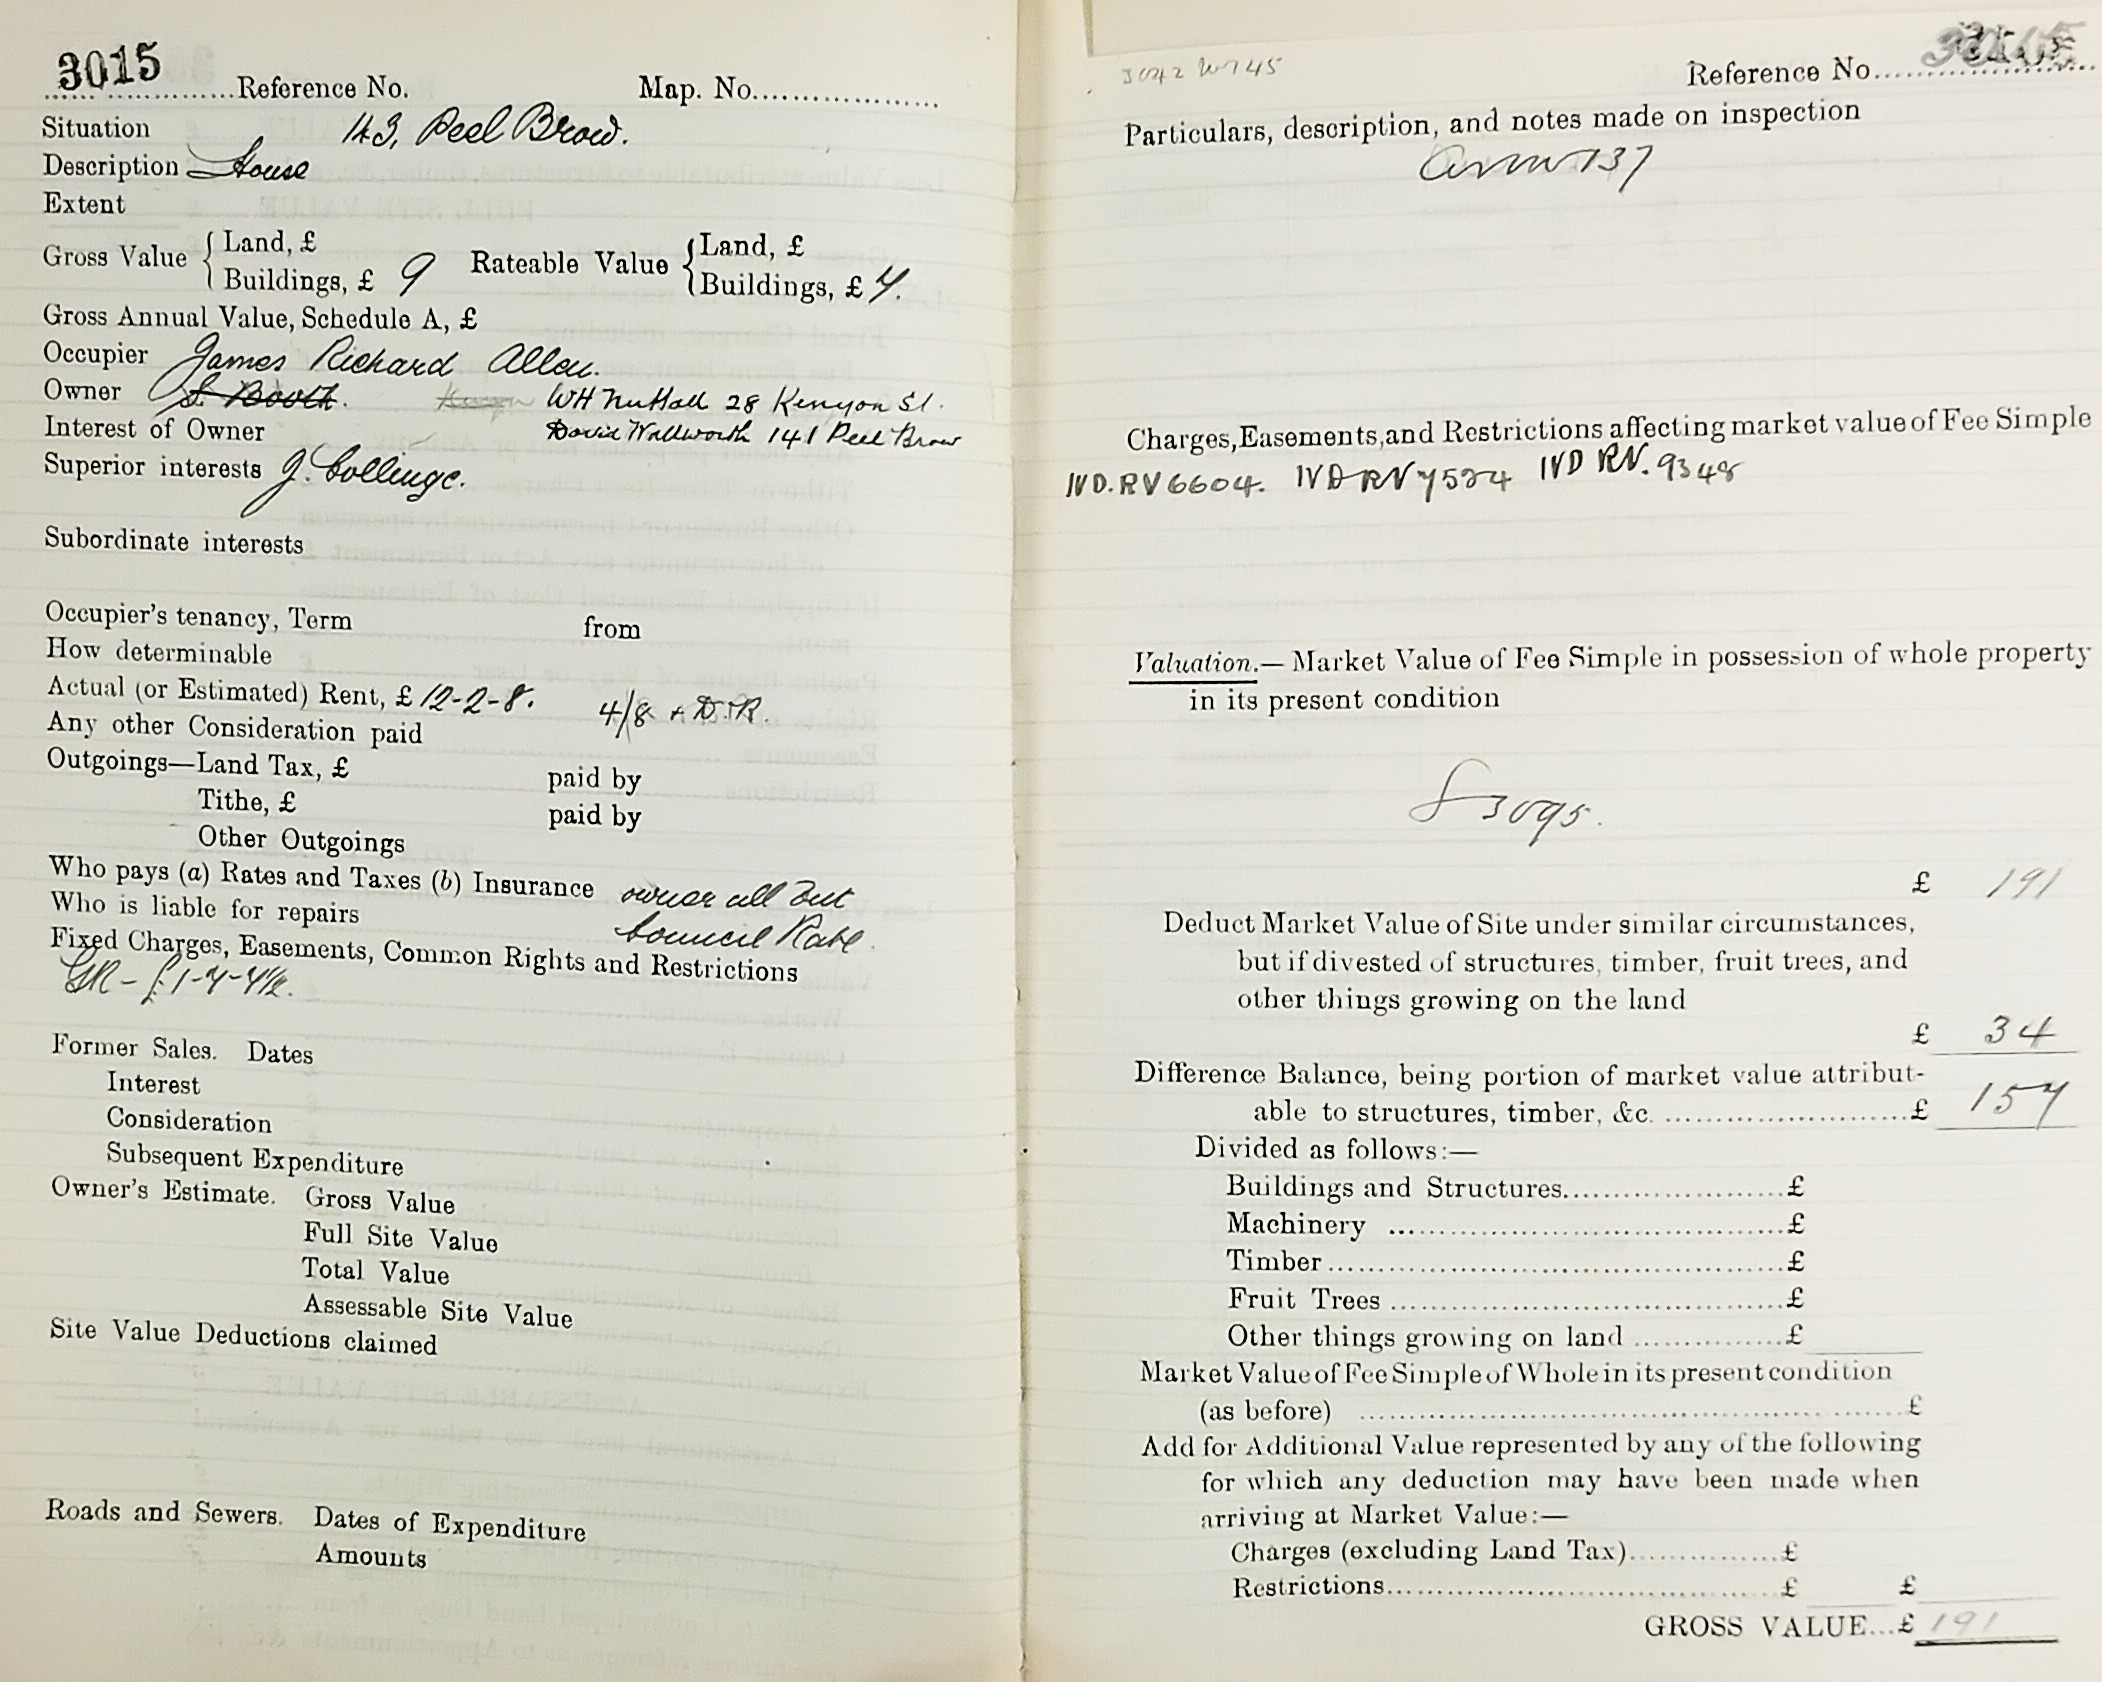 3015 Reference No. Map. No.
Situation 143, Peel Brow.
Description House
Extent
Gross Value { Land, £
Buildings, £ 9
Rateable Value { Land, £
Buildings, £ 7.
Gross Annual Value, Schedule A, £
Occupier James Richard Allen.
Owner S. Booth. WH Nuttall 28 Kenyon St.
Interest of Owner David Wallworth 141 Peel Brow
Superior interests J. Collinge.
Subordinate interests
Occupier's tenancy, Term from
How determinable
Actual (or Estimated) Rent, £ 12-2-8. 4/8
Any other Consideration paid
Outgoings—Land Tax, £ paid by
Tithe, £ paid by
Other Outgoings
Who pays (a) Rates and Taxes (b) Insurance owner all but
Who is liable for repairs Council Rate.
Fixed Charges, Easements, Common Rights and Restrictions
GR - £1-7-7½.
Former Sales. Dates
Interest
Consideration
Subsequent Expenditure
Owner's Estimate. Gross Value
Full Site Value
Total Value
Assessable Site Value
Site Value Deductions claimed
Roads and Sewers. Dates of Expenditure
Amounts
Reference No
Particulars, description, and notes made on inspection
137
Charges, Easements, and Restrictions affecting market value of Fee Simple
IVD. RV 6604. IVD RN 7524 IVD RN. 9348
Valuation.— Market Value of Fee Simple in possession of whole property
in its present condition
3095.
£ 191
Deduct Market Value of Site under similar circumstances,
but if divested of structures, timber, fruit trees, and
other things growing on the land
£ 34
Difference Balance, being portion of market value attribut-
able to structures, timber, &c. £ 157
Divided as follows:—
Buildings and Structures £
Machinery £
Timber £
Fruit Trees £
Other things growing on land £
Market Value of Fee Simple of Whole in its present condition
(as before) £
Add for Additional Value represented by any of the following
for which any deduction may have been made when
arriving at Market Value:—
Charges (excluding Land Tax) £
Restrictions £ £
GROSS VALUE...£ 191